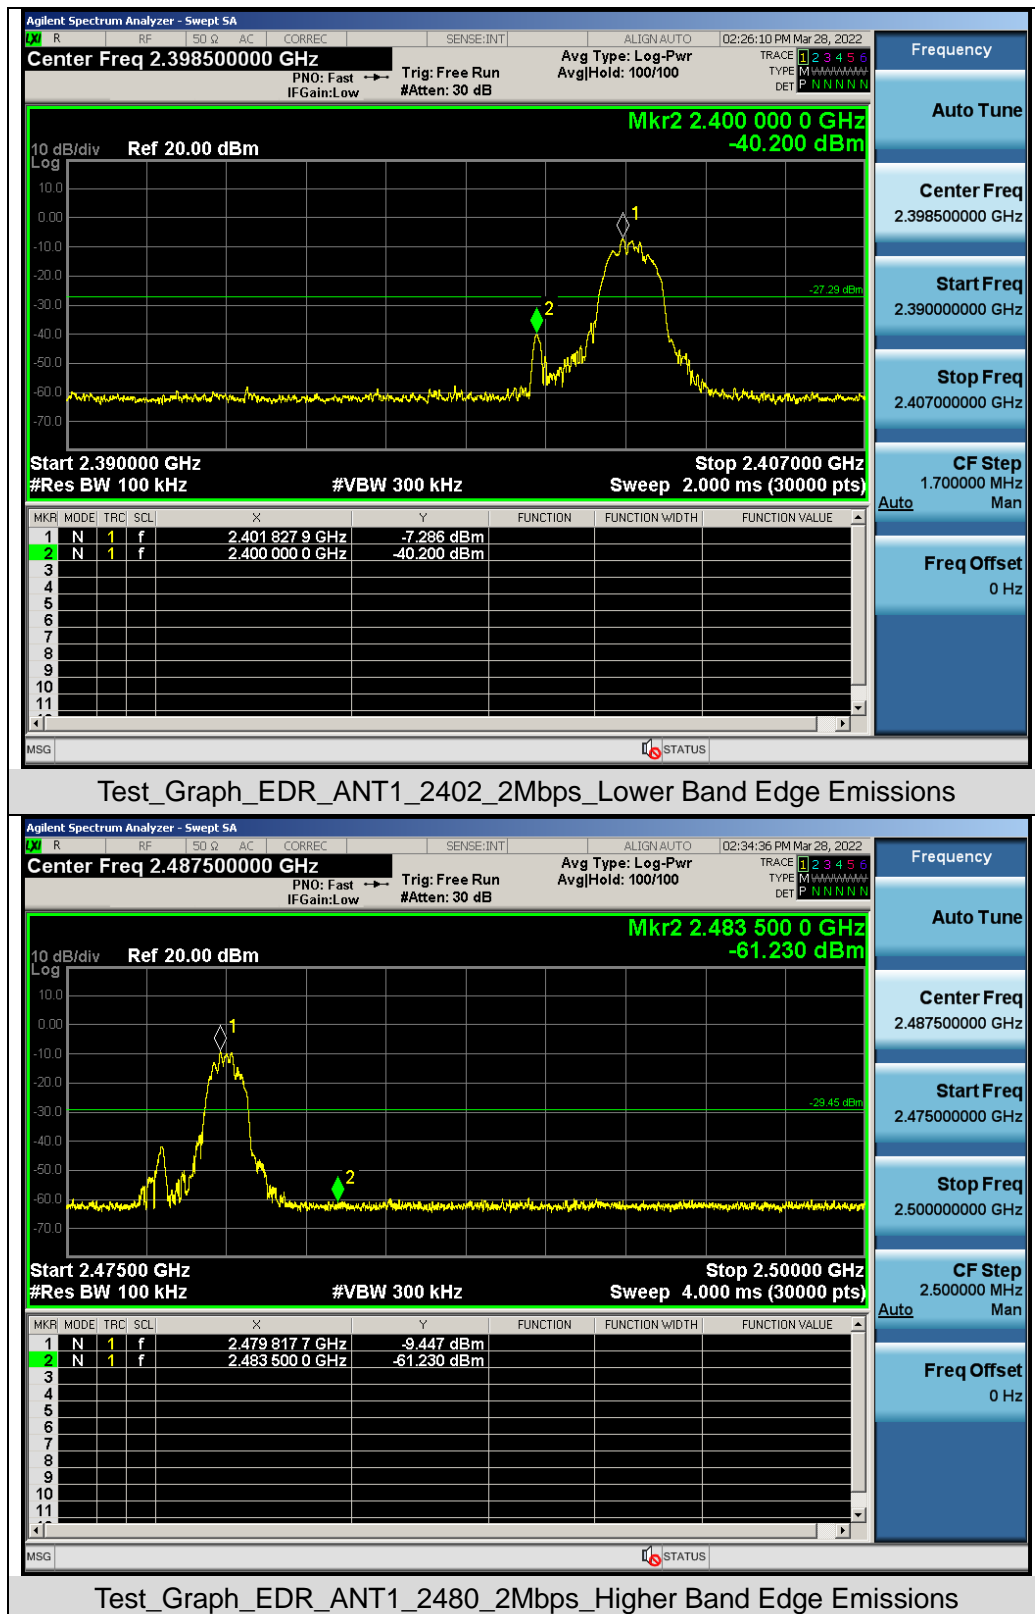 Agilent Spectrum Analyzer - Swept SA
LXI R RF 50 Ω AC CORREC SENSE:INT ALIGN AUTO 02:26:10 PM Mar 28, 2022
Center Freq 2.398500000 GHz
PNO: Fast
IFGain:Low
Trig: Free Run
#Atten: 30 dB
Avg Type: Log-Pwr
Avg|Hold: 100/100
TRACE 1 2 3 4 5 6
TYPE M
DET P N N N N N
Mkr2 2.400 000 0 GHz
-40.200 dBm
10 dB/div
Log
Ref 20.00 dBm
10.0
0.00
-10.0
-20.0
-30.0
-40.0
-50.0
-60.0
-70.0
1
2
-27.29 dBm
Start 2.390000 GHz
Stop 2.407000 GHz
#Res BW 100 kHz
#VBW 300 kHz
Sweep 2.000 ms (30000 pts)
MKR MODE TRC SCL X Y FUNCTION FUNCTION WIDTH FUNCTION VALUE
1 N 1 f 2.401 827 9 GHz -7.286 dBm
2 N 1 f 2.400 000 0 GHz -40.200 dBm
3
4
5
6
7
8
9
10
11
MSG
STATUS
Frequency
Auto Tune
Center Freq
2.398500000 GHz
Start Freq
2.390000000 GHz
Stop Freq
2.407000000 GHz
CF Step
1.700000 MHz
Auto Man
Freq Offset
0 Hz
Test_Graph_EDR_ANT1_2402_2Mbps_Lower Band Edge Emissions
Agilent Spectrum Analyzer - Swept SA
LXI R RF 50 Ω AC CORREC SENSE:INT ALIGN AUTO 02:34:36 PM Mar 28, 2022
Center Freq 2.487500000 GHz
PNO: Fast
IFGain:Low
Trig: Free Run
#Atten: 30 dB
Avg Type: Log-Pwr
Avg|Hold: 100/100
TRACE 1 2 3 4 5 6
TYPE M
DET P N N N N N
Mkr2 2.483 500 0 GHz
-61.230 dBm
10 dB/div
Log
Ref 20.00 dBm
10.0
0.00
-10.0
-20.0
-30.0
-40.0
-50.0
-60.0
-70.0
1
2
-29.45 dBm
Start 2.47500 GHz
Stop 2.50000 GHz
#Res BW 100 kHz
#VBW 300 kHz
Sweep 4.000 ms (30000 pts)
MKR MODE TRC SCL X Y FUNCTION FUNCTION WIDTH FUNCTION VALUE
1 N 1 f 2.479 817 7 GHz -9.447 dBm
2 N 1 f 2.483 500 0 GHz -61.230 dBm
3
4
5
6
7
8
9
10
11
MSG
STATUS
Frequency
Auto Tune
Center Freq
2.487500000 GHz
Start Freq
2.475000000 GHz
Stop Freq
2.500000000 GHz
CF Step
2.500000 MHz
Auto Man
Freq Offset
0 Hz
Test_Graph_EDR_ANT1_2480_2Mbps_Higher Band Edge Emissions